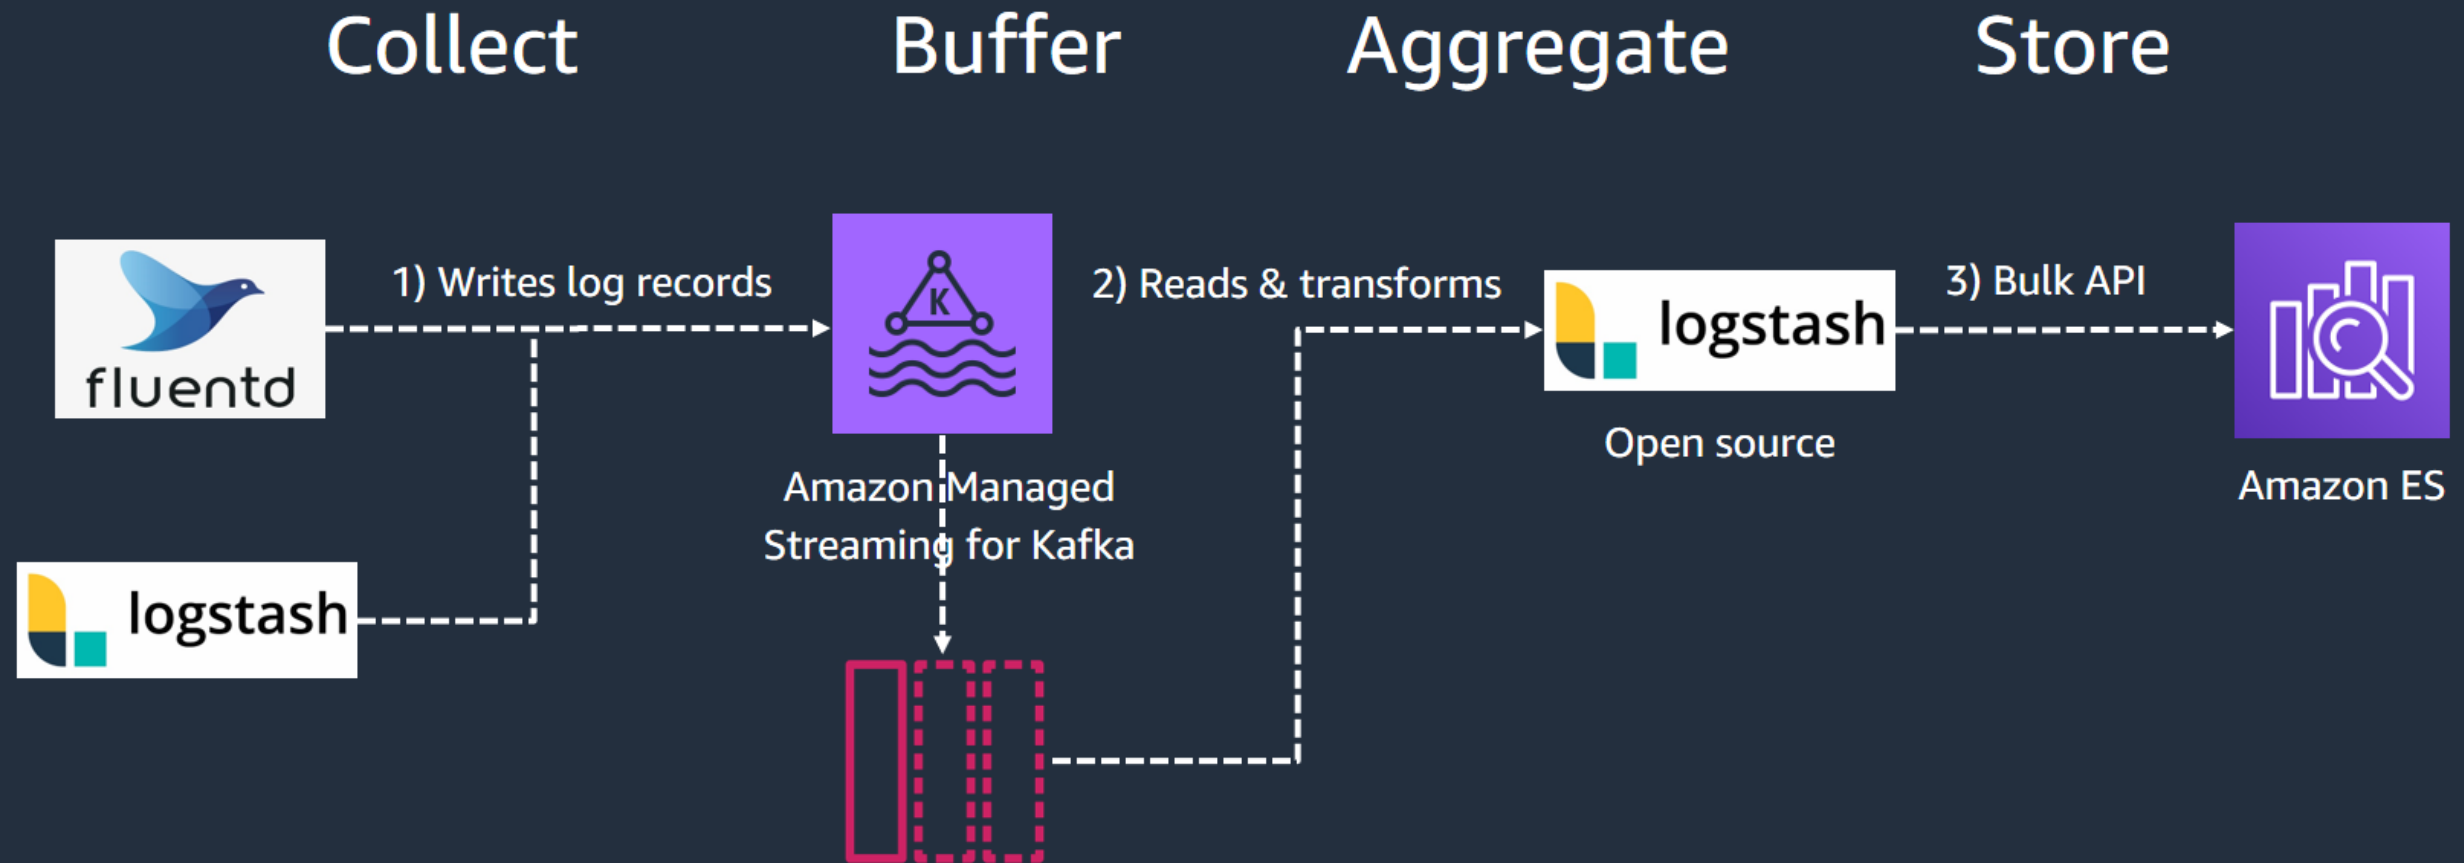 Collect
Buffer
Aggregate
Store
fluentd
1) Writes log records
K
2) Reads & transforms
logstash
3) Bulk API
Open source
Amazon Managed
Streaming for Kafka
Amazon ES
logstash